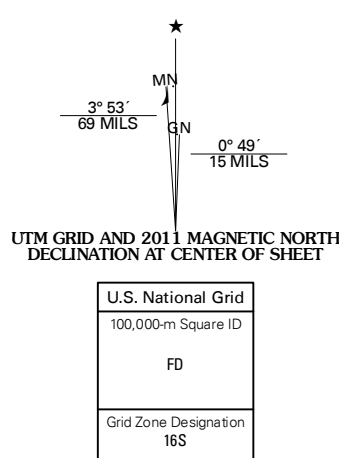 ★
MN
3° 53´
69 MILS
GN
0° 49´
15 MILS
UTM GRID AND 2011 MAGNETIC NORTH
DECLINATION AT CENTER OF SHEET
U.S. National Grid
100,000-m Square ID
FD
Grid Zone Designation
16S